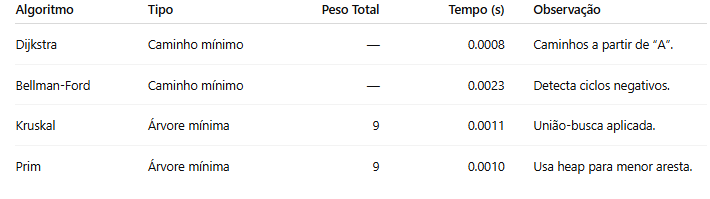 Algoritmo Tipo Peso Total Tempo (s) Observação
Dijkstra Caminho mínimo — 0.0008 Caminhos a partir de “A”.
Bellman-Ford Caminho mínimo — 0.0023 Detecta ciclos negativos.
Kruskal Árvore mínima 9 0.0011 União-busca aplicada.
Prim Árvore mínima 9 0.0010 Usa heap para menor aresta.